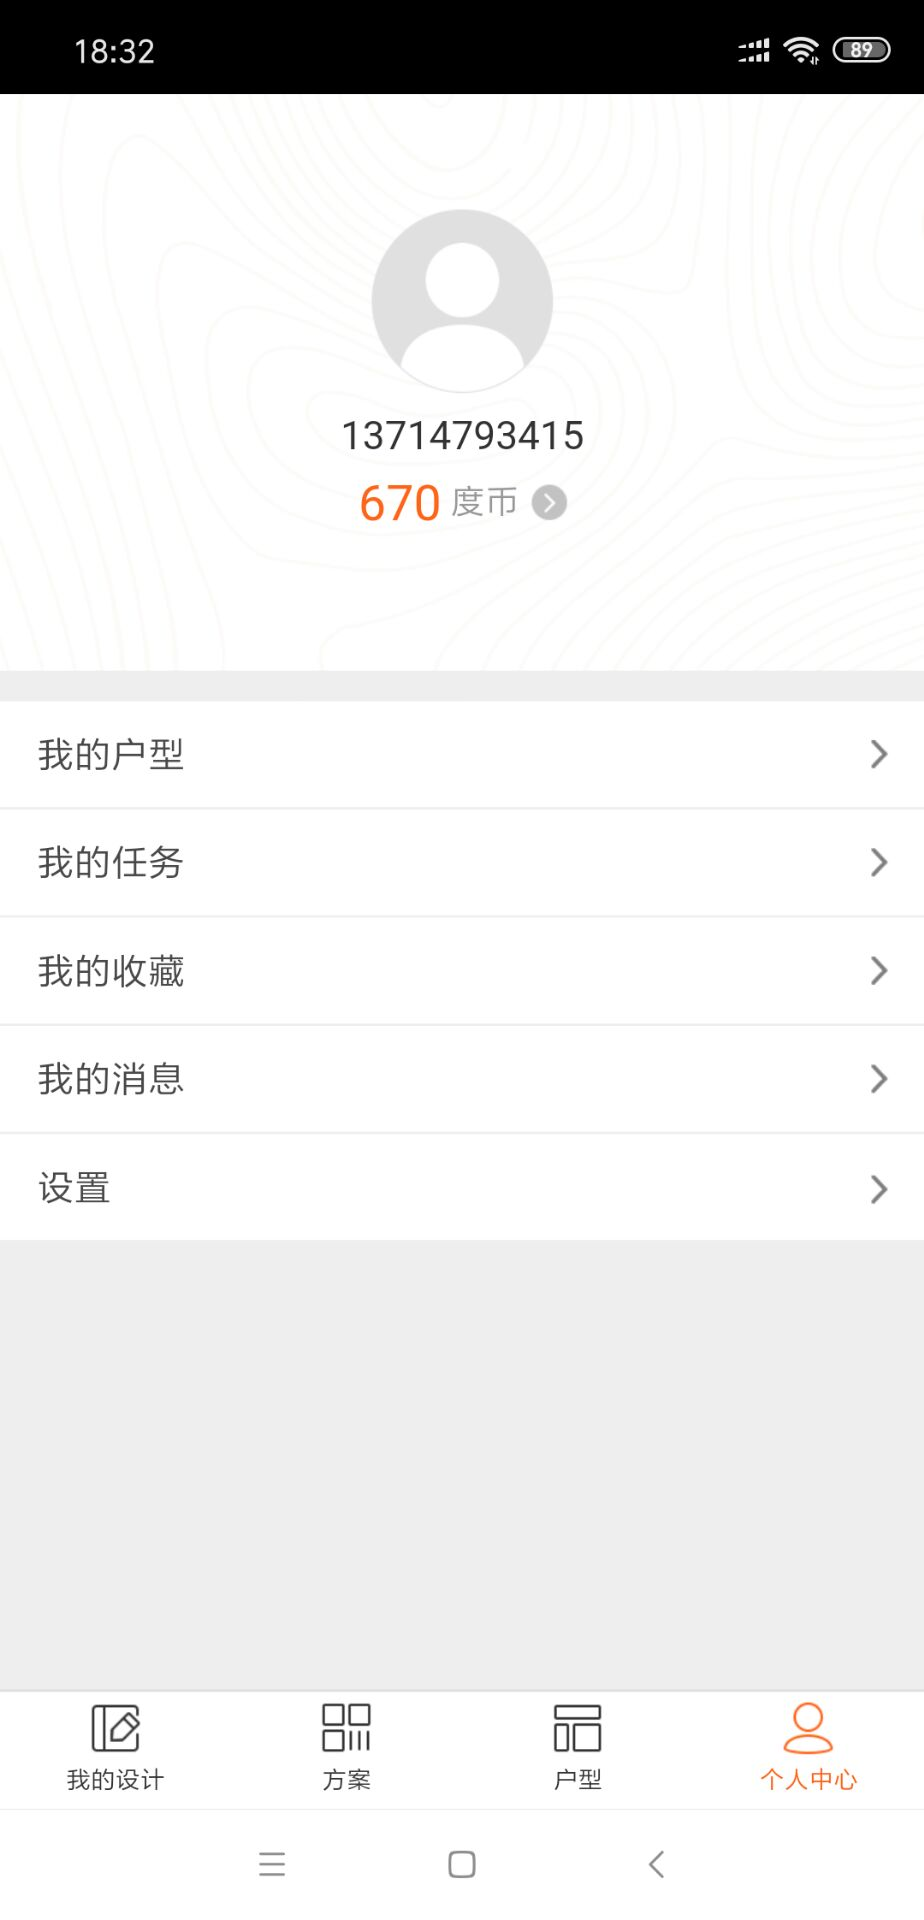 18:32
89
13714793415
670 度币
我的户型
我的任务
我的收藏
我的消息
设置
我的设计
方案
户型
个人中心